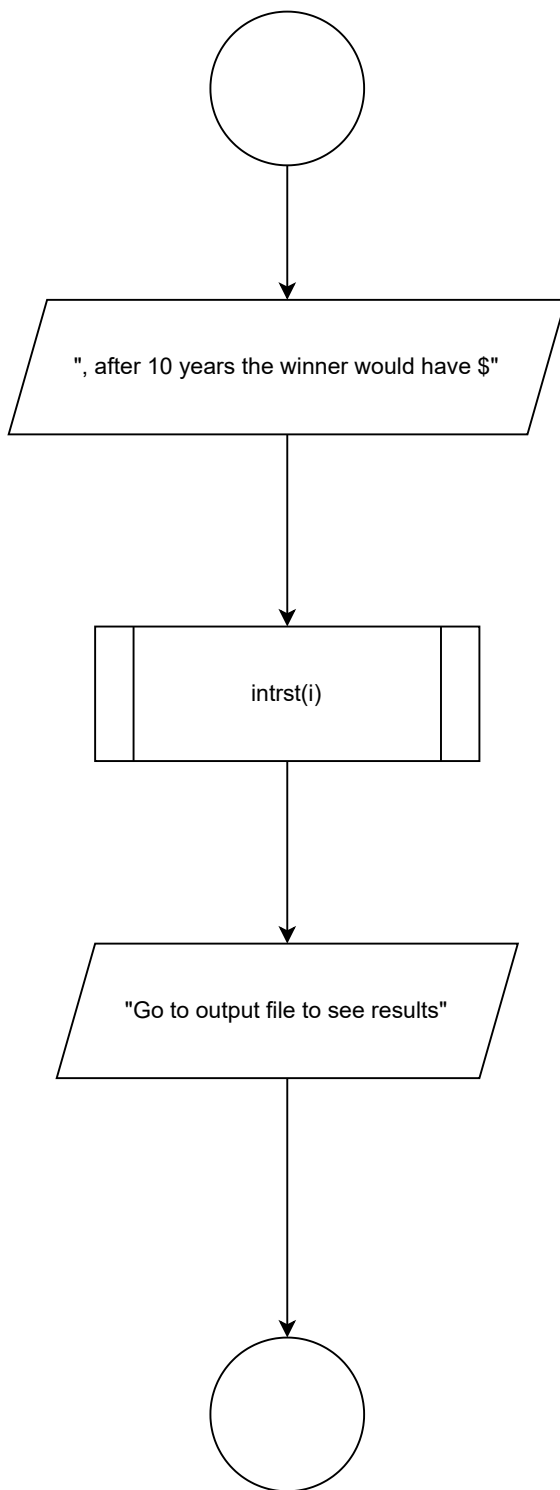 ", after 10 years the winner would have $"
intrst(i)
"Go to output file to see results"